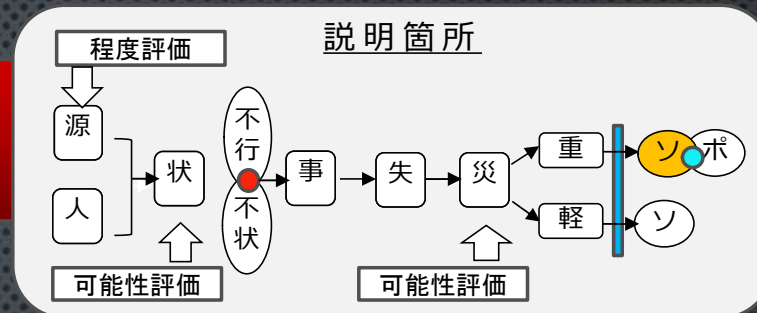 説明箇所
程度評価
源
人
状
不行
不状
事
失
災
重
軽
ソ
ポ
ソ
可能性評価
可能性評価